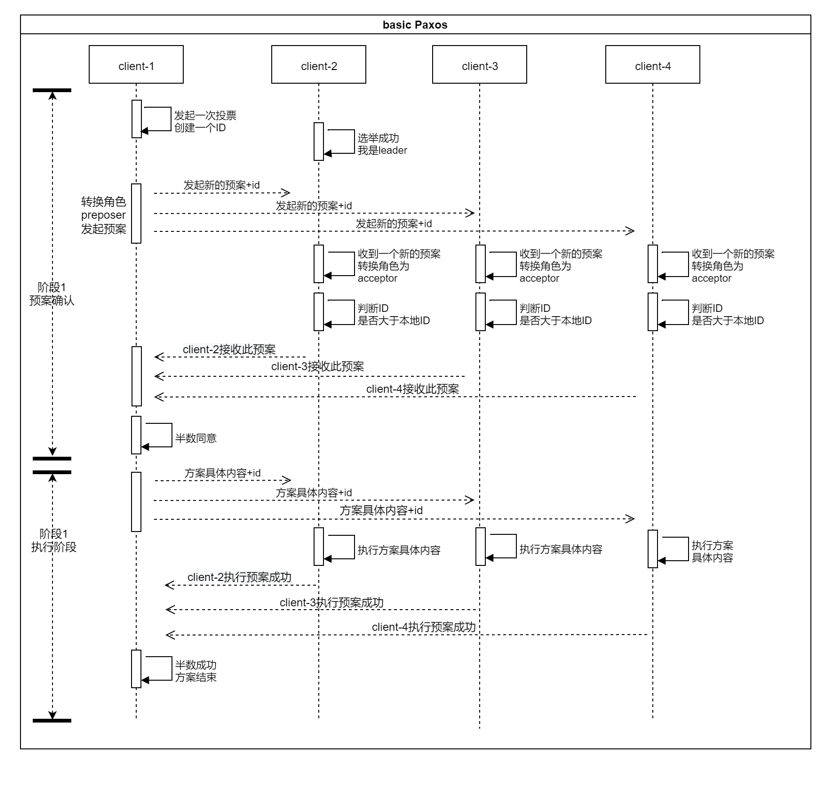 basic Paxos
client-1
client-2
client-3
client-4
发起一次投票
创建一个ID
选举成功
我是leader
转换角色
preposer
发起预案
发起新的预案+id
发起新的预案+id
发起新的预案+id
收到一个新的预案
转换角色为
acceptor
收到一个新的预案
转换角色为
acceptor
收到一个新的预案
转换角色为
acceptor
阶段1
预案确认
判断ID
是否大于本地ID
判断ID
是否大于本地ID
判断ID
是否大于本地ID
client-2接收此预案
client-3接收此预案
client-4接收此预案
半数同意
方案具体内容+id
方案具体内容+id
方案具体内容+id
阶段1
执行阶段
执行方案具体内容
执行方案具体内容
执行方案
具体内容
client-2执行预案成功
client-3执行预案成功
client-4执行预案成功
半数成功
方案结束